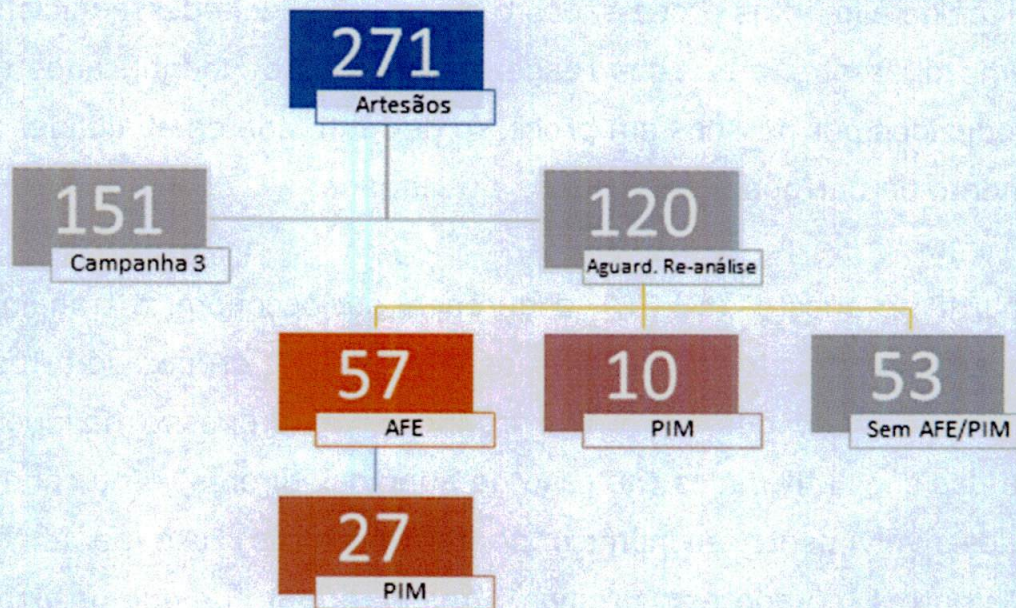 271
Artesãos
151
Campanha 3
120
Aguard. Re-análise
57
AFE
10
PIM
53
Sem AFE/PIM
27
PIM